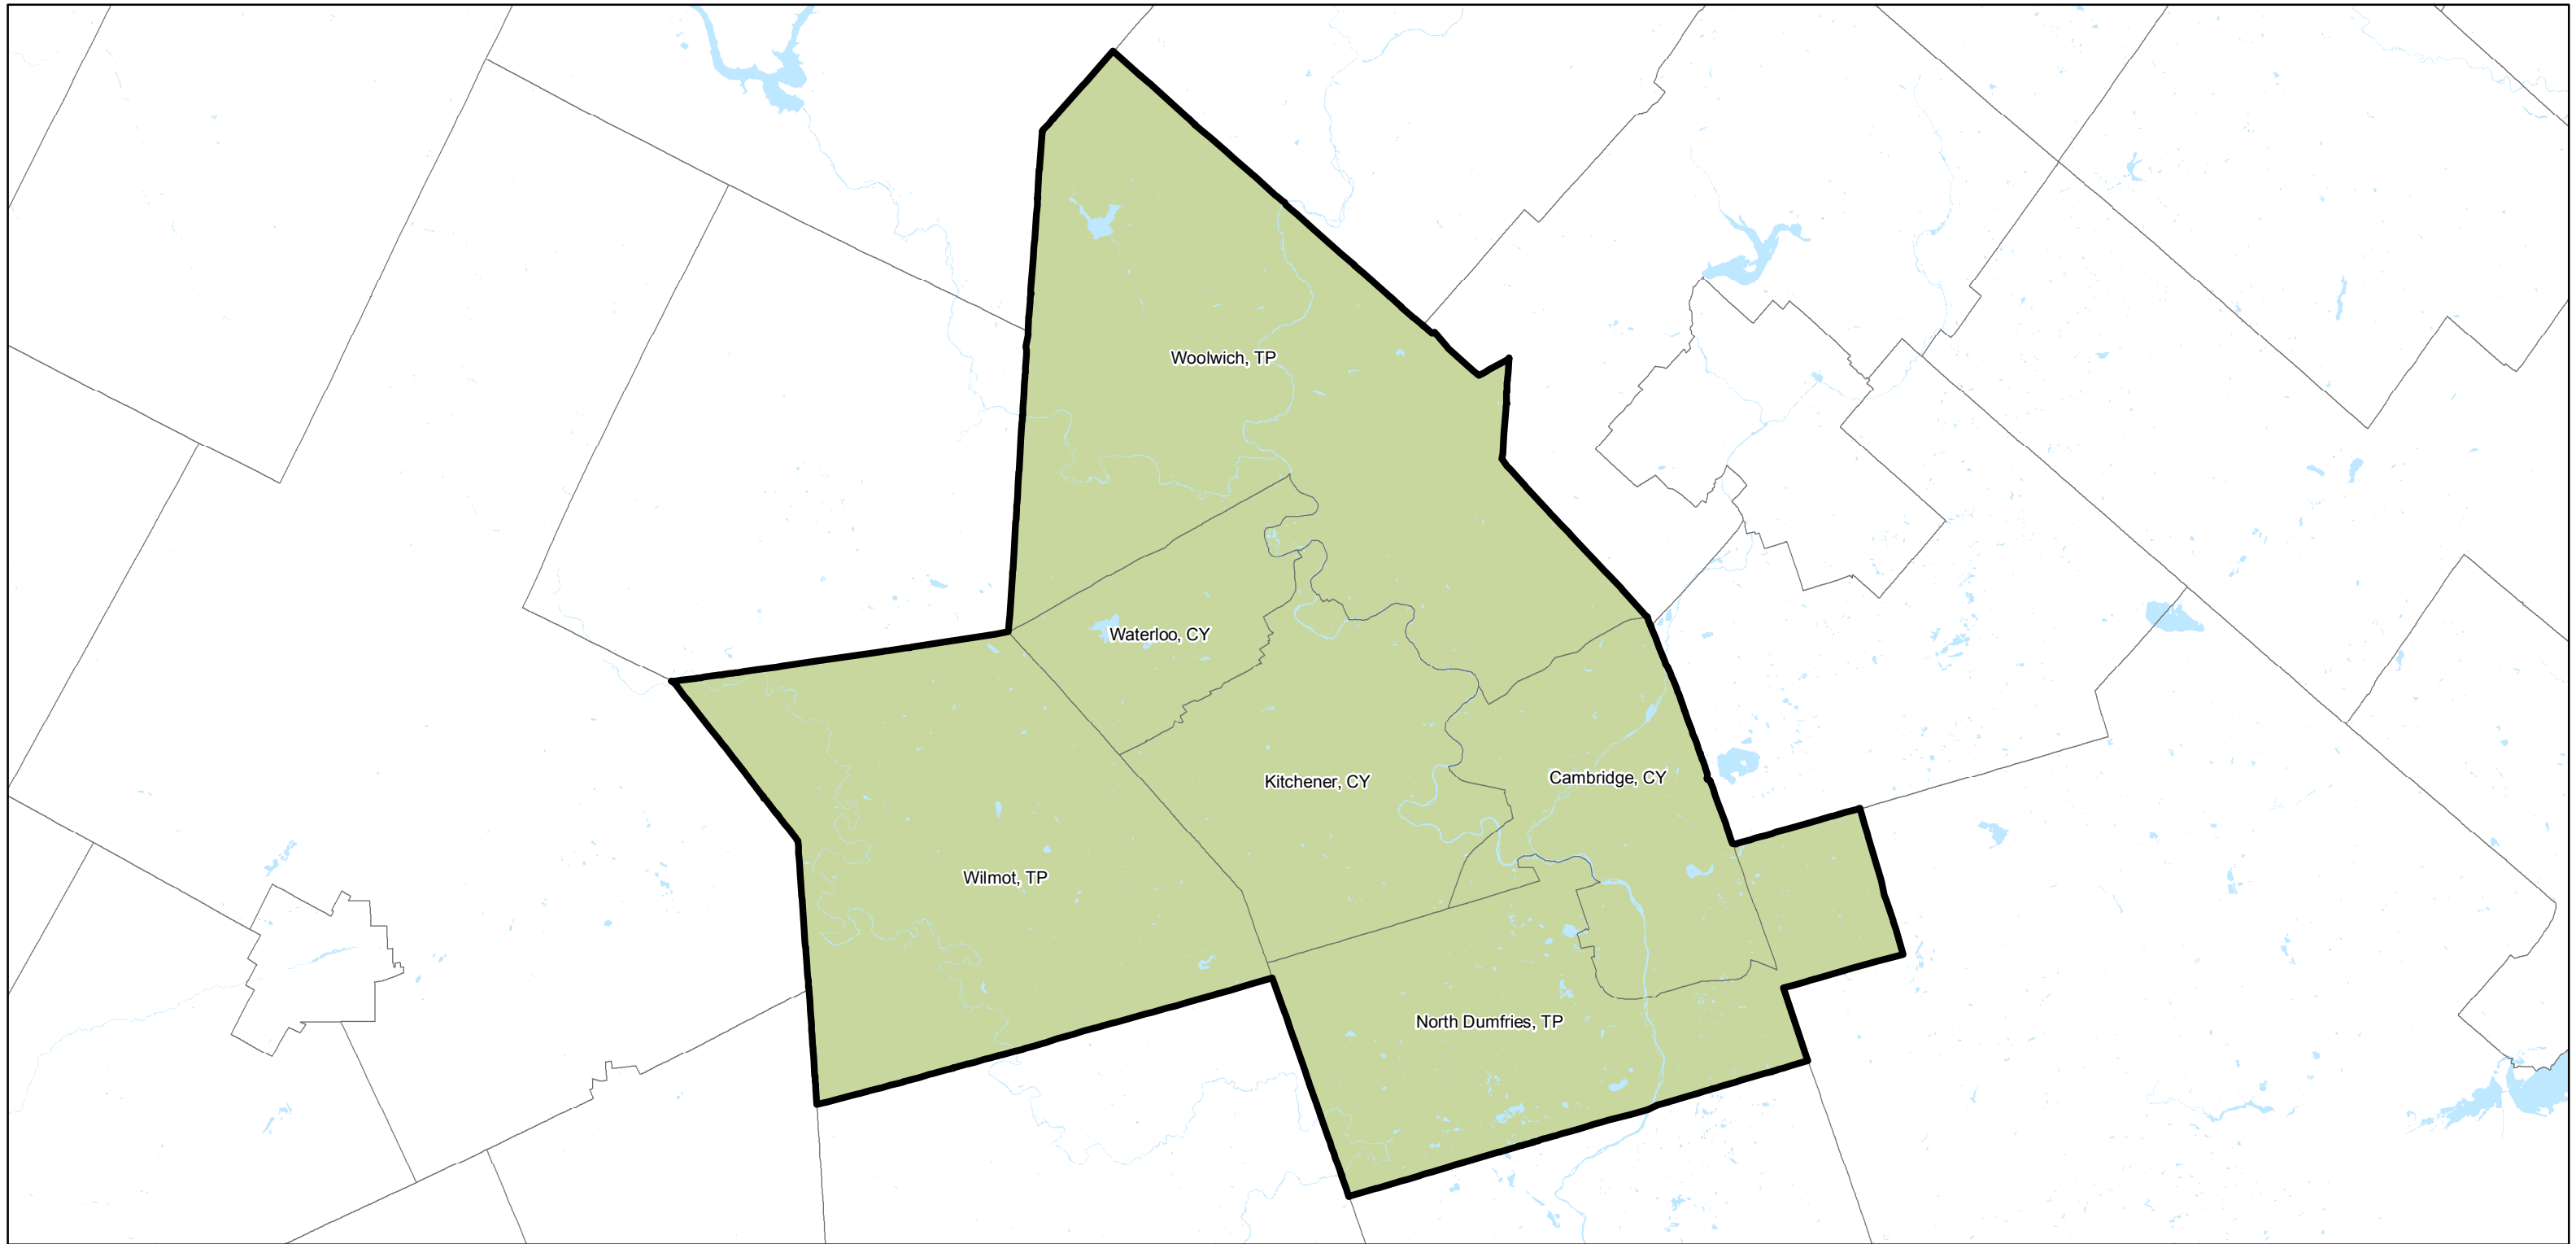 Woolwich, TP
Waterloo, CY
Kitchener, CY
Cambridge, CY
Wilmot, TP
North Dumfries, TP